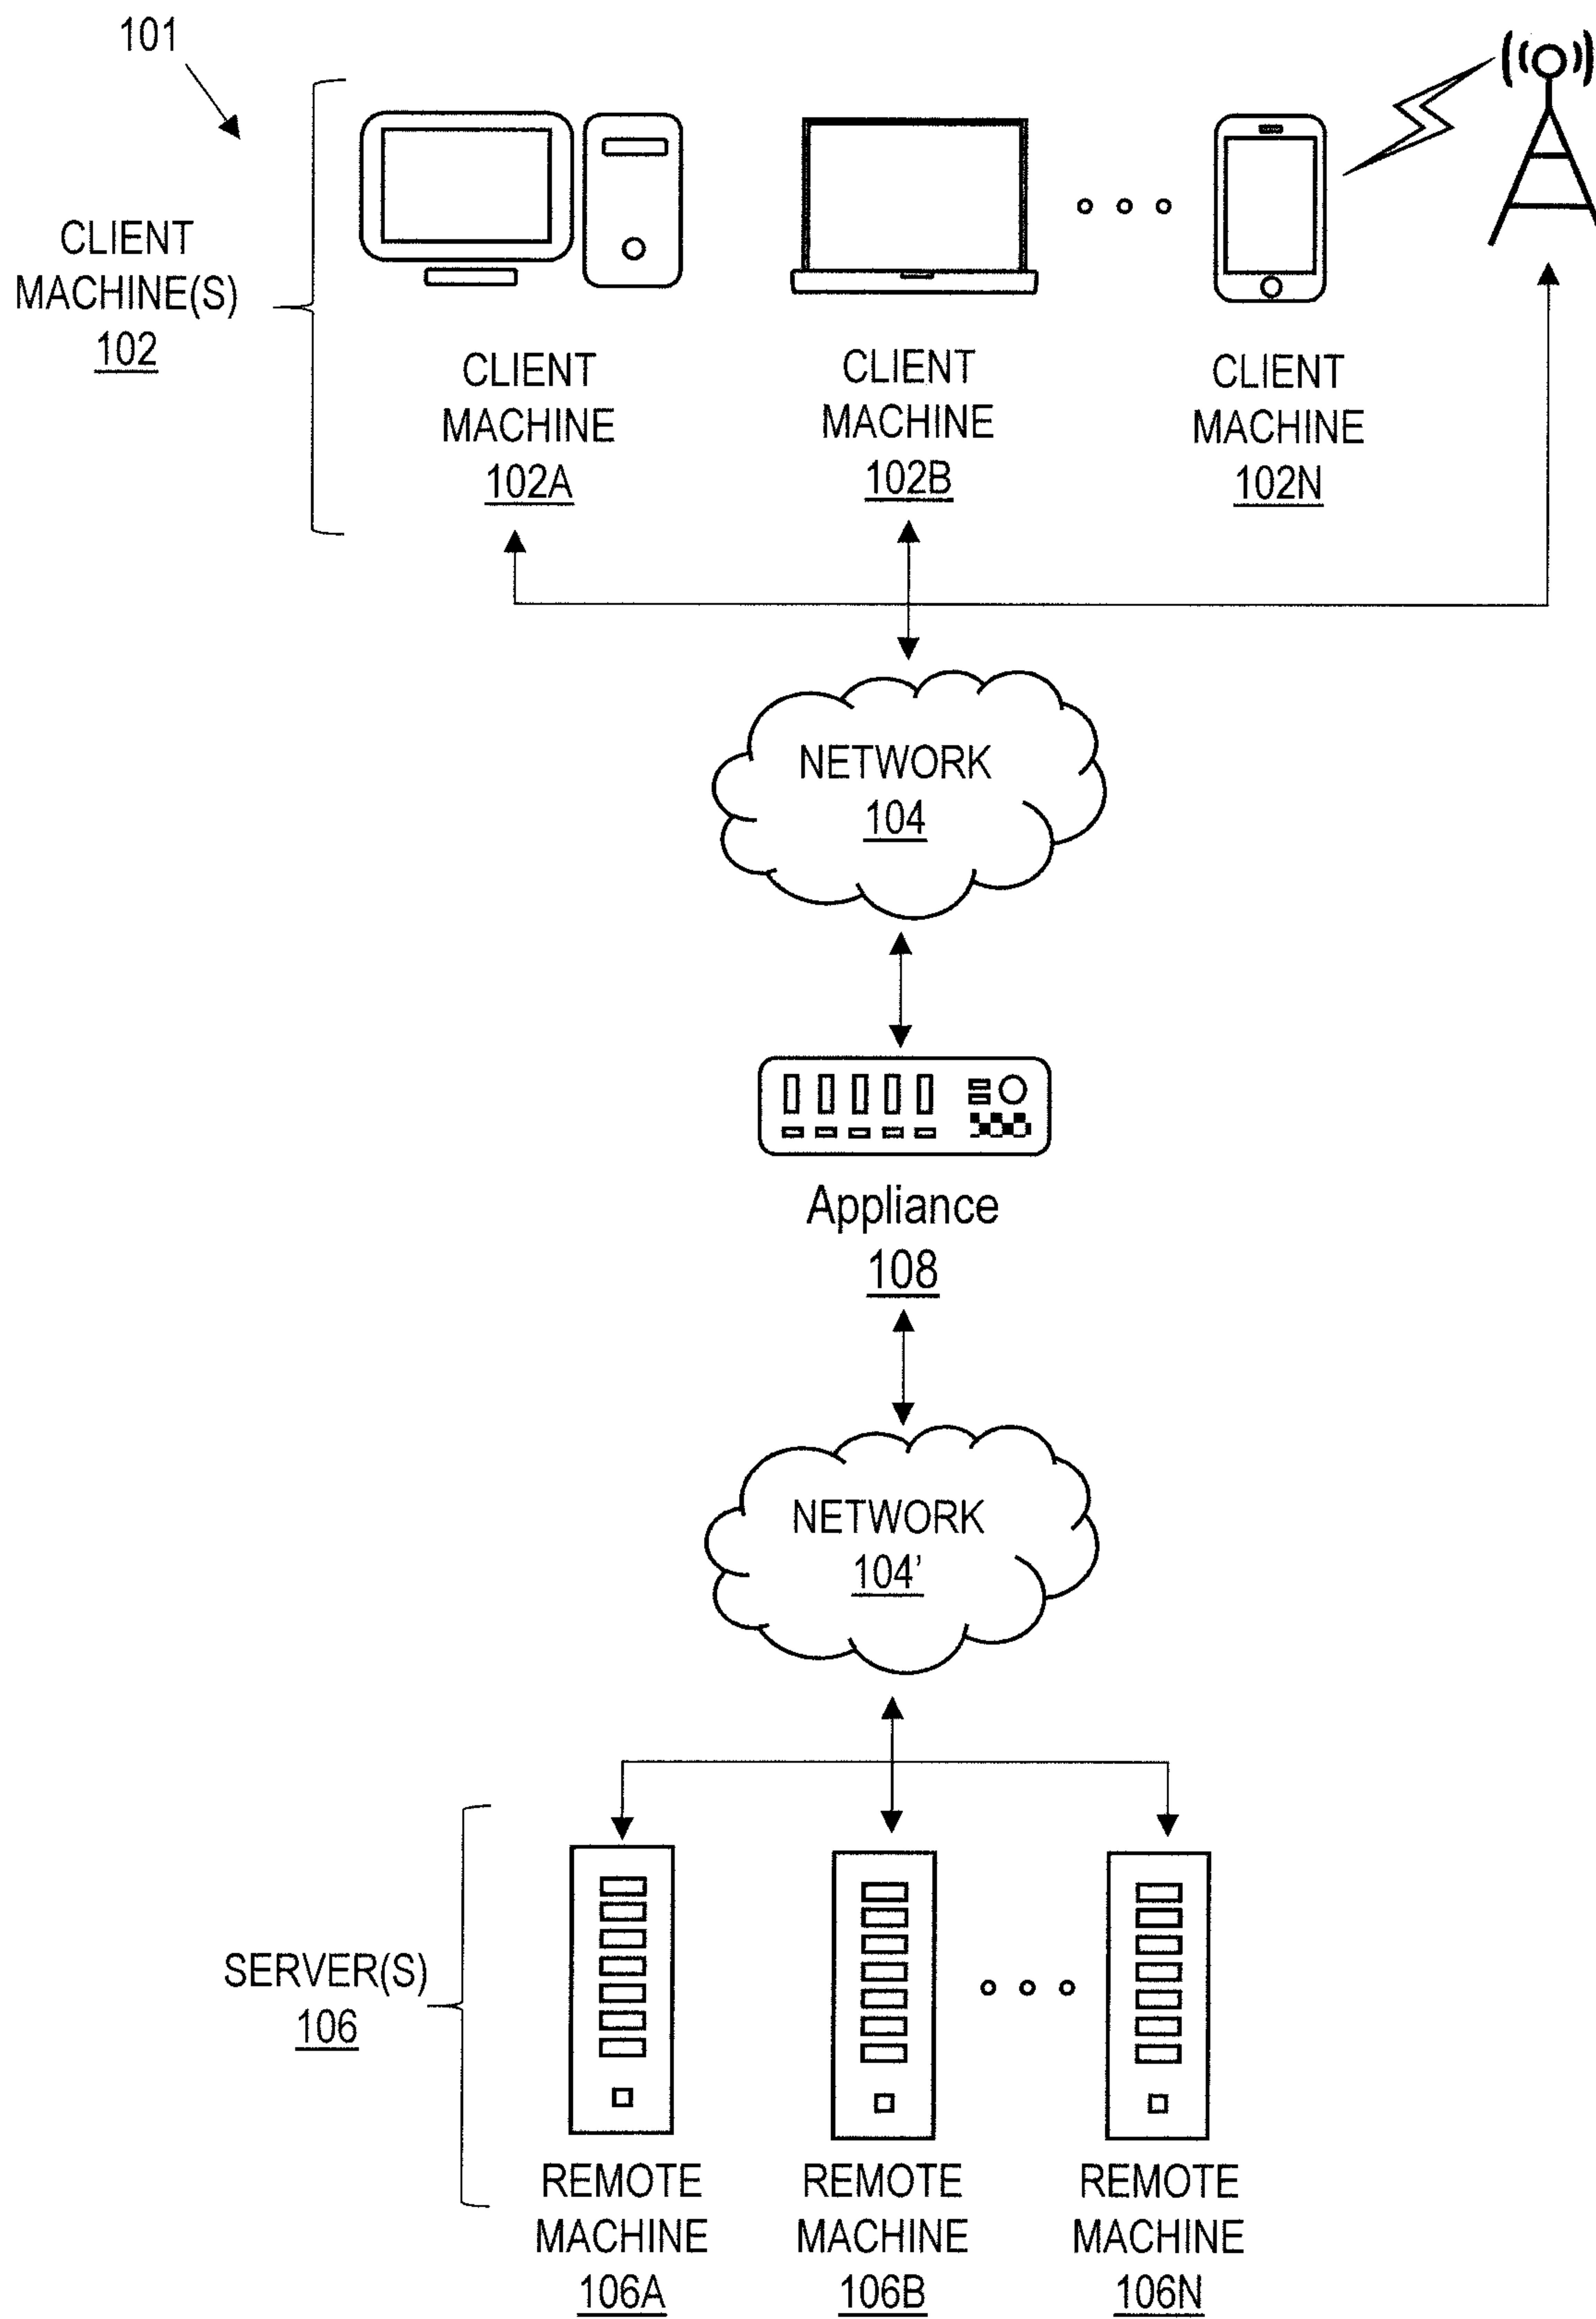 101
CLIENT
MACHINE(S)
102
CLIENT
MACHINE
102A
CLIENT
MACHINE
102B
CLIENT
MACHINE
102N
NETWORK
104
Appliance
108
NETWORK
104’
SERVER(S)
106
REMOTE
MACHINE
106A
REMOTE
MACHINE
106B
REMOTE
MACHINE
106N